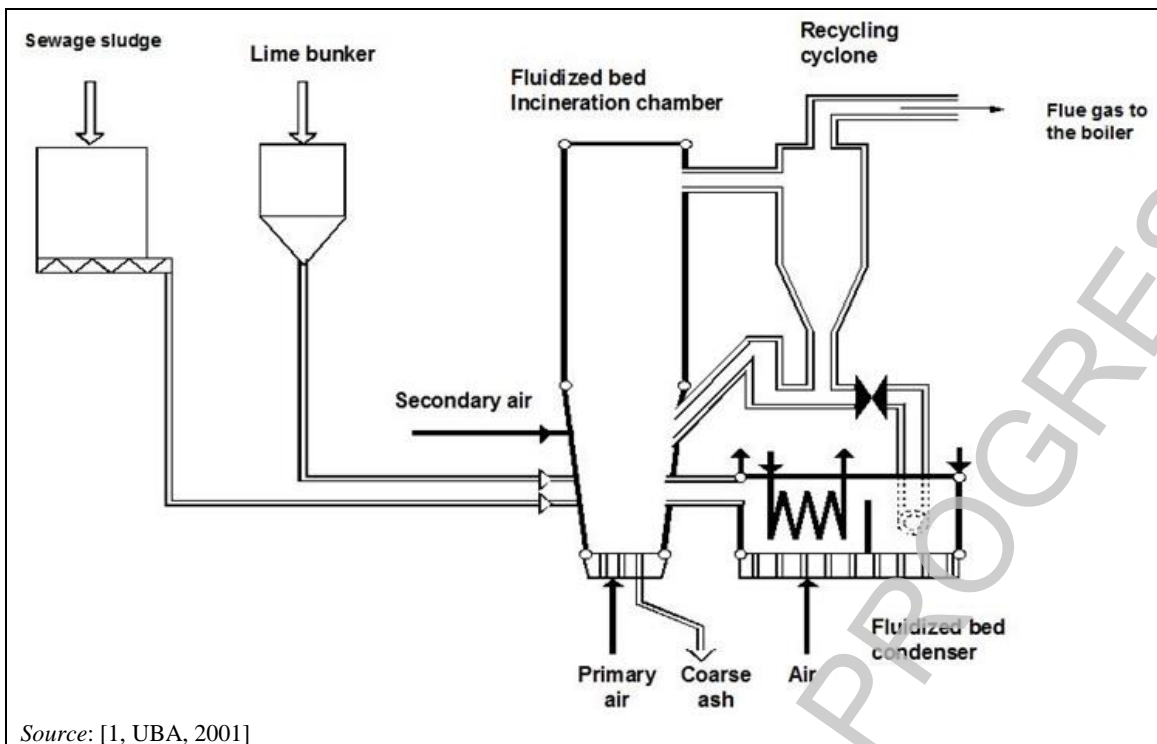 Sewage sludge
Lime bunker
Fluidized bed
Incineration chamber
Recycling
cyclone
Flue gas to
the boiler
Secondary air
Primary
air
Coarse
ash
Air
Fluidized bed
condenser
Source: [1, UBA, 2001]
PROGRES